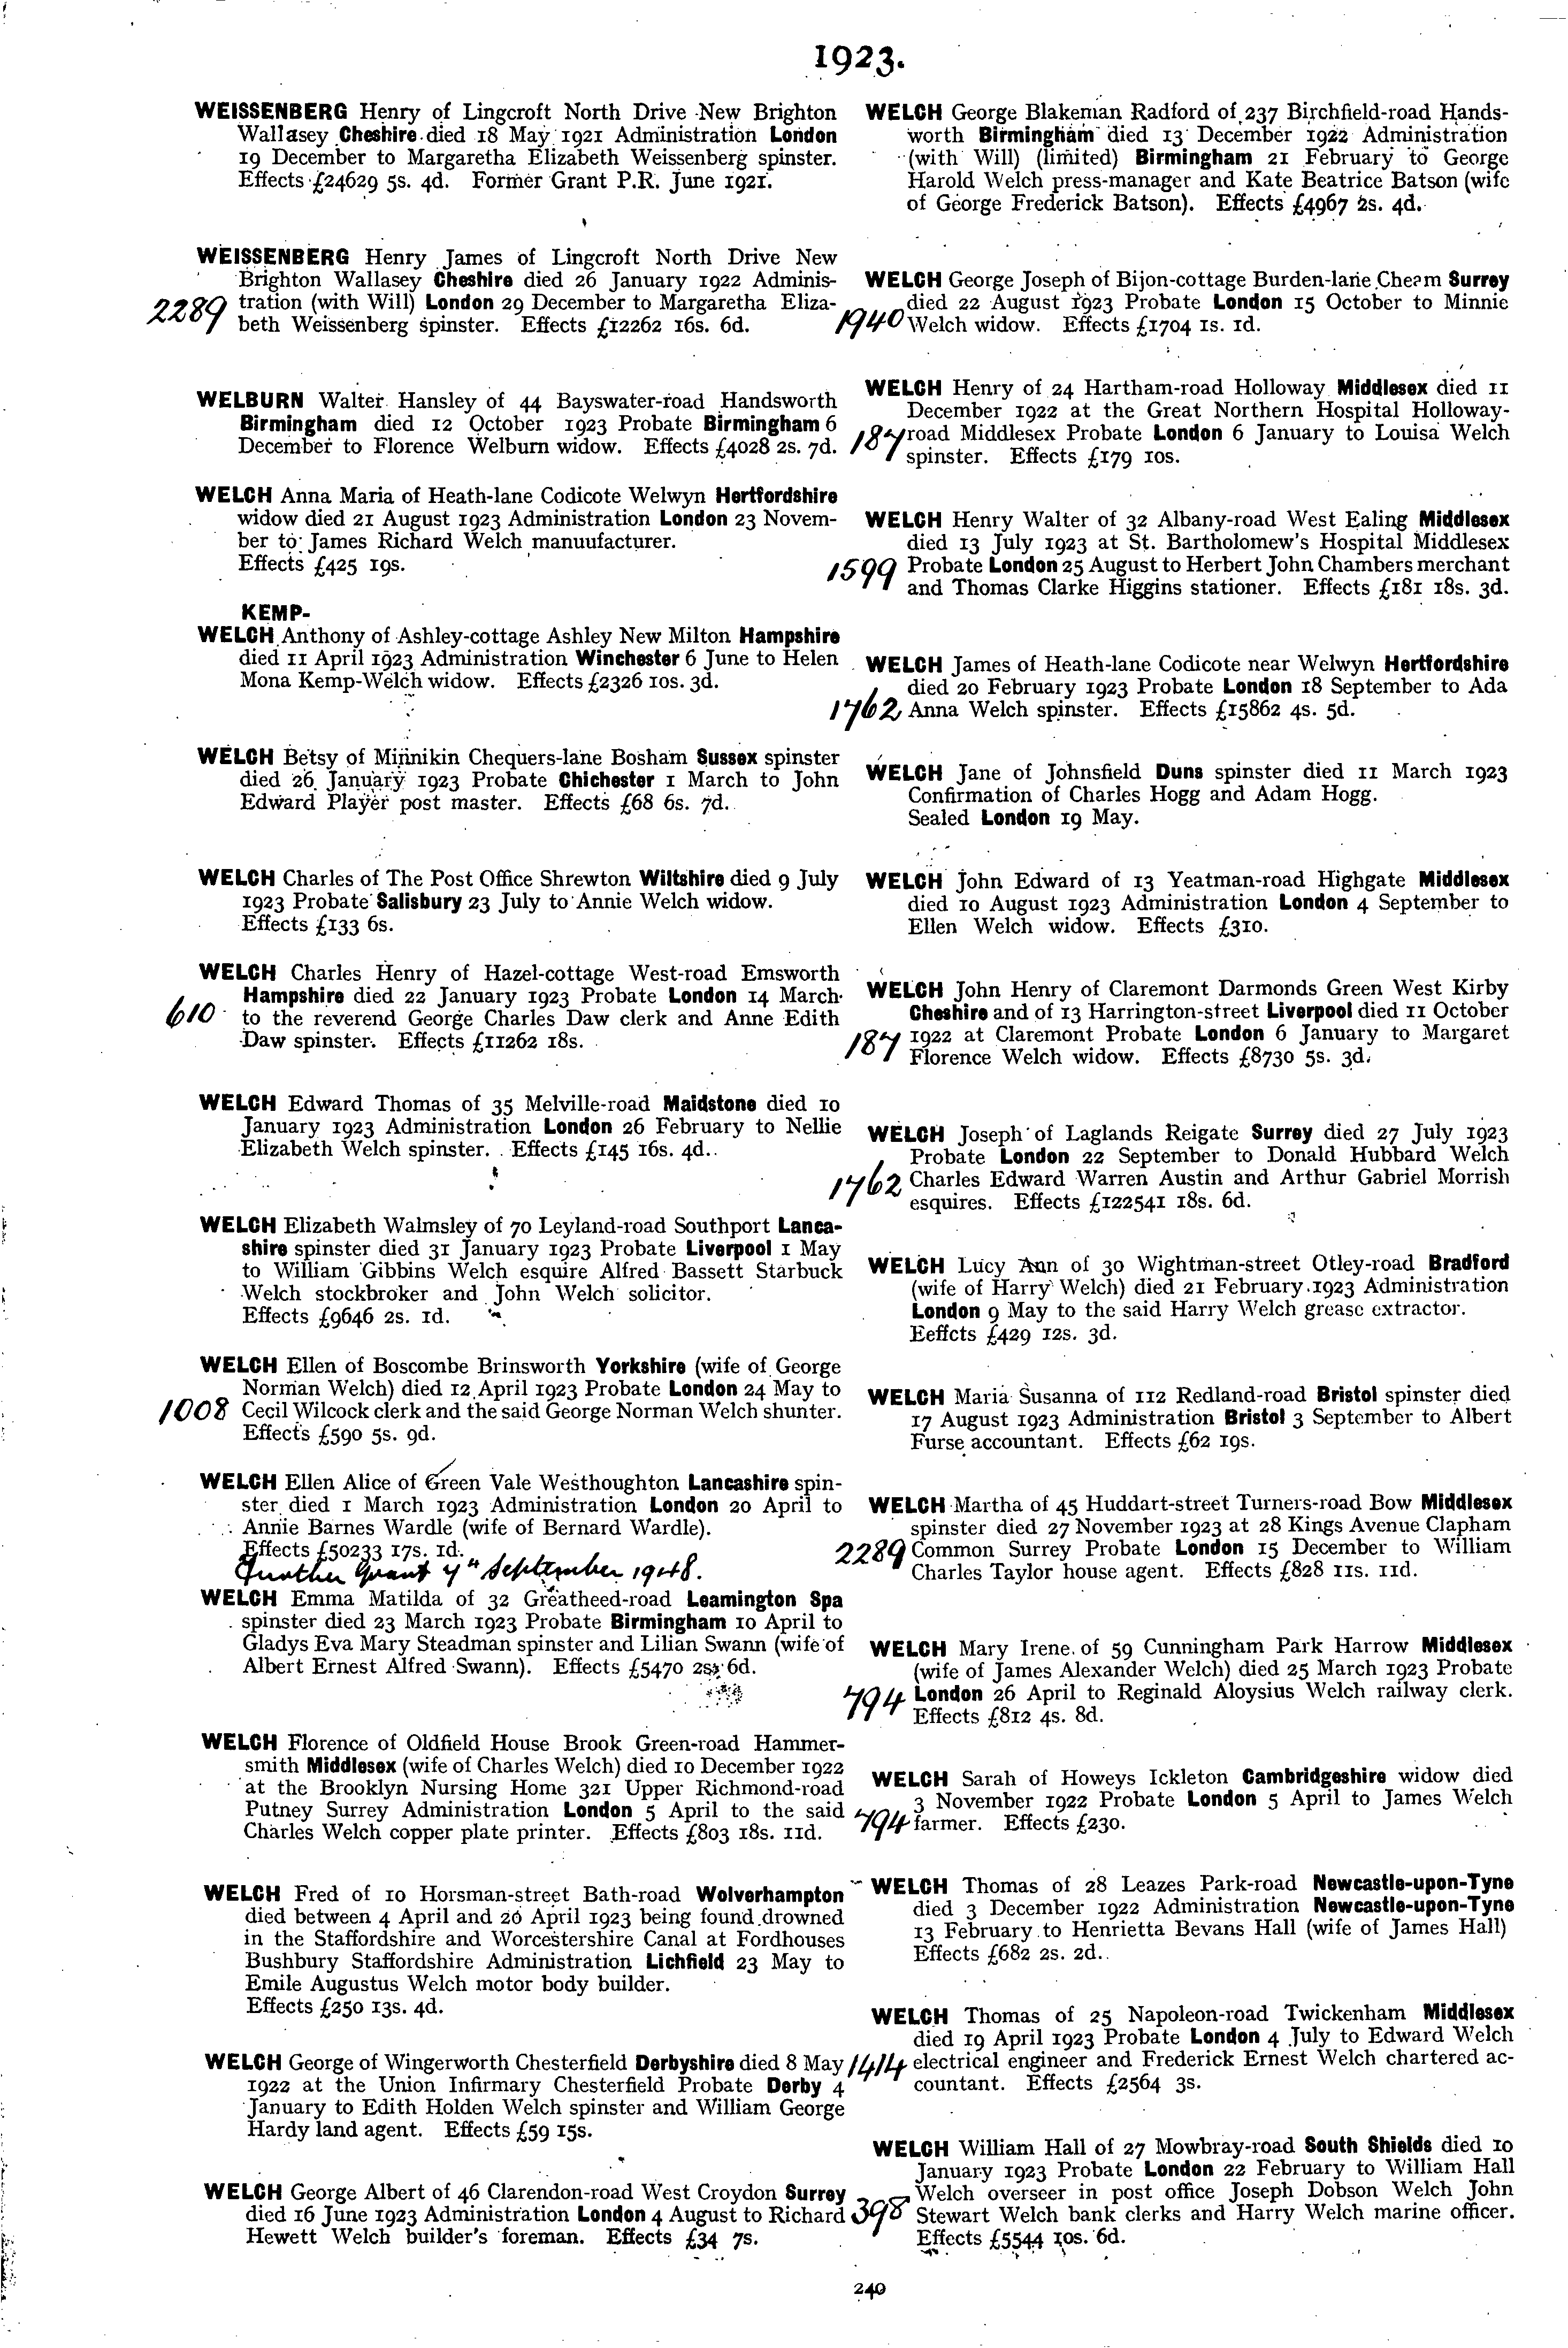 1923.
WEISSENBERG Henry of Lingcroft North Drive New Brighton
Wallasey Cheshire died 18 May 1921 Administration London
19 December to Margaretha Elizabeth Weissenberg spinster.
Effects £24629 5s. 4d. Former Grant P.R. June 1921.
WEISSENBERG Henry James of Lingcroft North Drive New
Brighton Wallasey Cheshire died 26 January 1922 Adminis-
2289 tration (with Will) London 29 December to Margaretha Eliza-
beth Weissenberg spinster. Effects £12262 16s. 6d.
WELBURN Walter Hansley of 44 Bayswater-road Handsworth
Birmingham died 12 October 1923 Probate Birmingham 6
December to Florence Welburn widow. Effects £4028 2s. 7d.
WELCH Anna Maria of Heath-lane Codicote Welwyn Hertfordshire
widow died 21 August 1923 Administration London 23 Novem-
ber to James Richard Welch manuufacturer.
Effects £425 19s.
KEMP-
WELCH Anthony of Ashley-cottage Ashley New Milton Hampshire
died 11 April 1923 Administration Winchester 6 June to Helen
Mona Kemp-Welch widow. Effects £2326 10s. 3d.
WELCH Betsy of Minnikin Chequers-lane Bosham Sussex spinster
died 26 January 1923 Probate Chichester 1 March to John
Edward Player post master. Effects £68 6s. 7d.
WELCH Charles of The Post Office Shrewton Wiltshire died 9 July
1923 Probate Salisbury 23 July to Annie Welch widow.
Effects £133 6s.
WELCH Charles Henry of Hazel-cottage West-road Emsworth
Hampshire died 22 January 1923 Probate London 14 March
610 to the reverend George Charles Daw clerk and Anne Edith
Daw spinster. Effects £11262 18s.
WELCH Edward Thomas of 35 Melville-road Maidstone died 10
January 1923 Administration London 26 February to Nellie
Elizabeth Welch spinster. Effects £145 16s. 4d.
WELCH Elizabeth Walmsley of 70 Leyland-road Southport Lanca-
shire spinster died 31 January 1923 Probate Liverpool 1 May
to William Gibbins Welch esquire Alfred Bassett Starbuck
Welch stockbroker and John Welch solicitor.
Effects £9646 2s. 1d.
WELCH Ellen of Boscombe Brinsworth Yorkshire (wife of George
Norman Welch) died 12 April 1923 Probate London 24 May to
1008 Cecil Wilcock clerk and the said George Norman Welch shunter.
Effects £590 5s. 9d.
WELCH Ellen Alice of Green Vale Westhoughton Lancashire spin-
ster died 1 March 1923 Administration London 20 April to
Annie Barnes Wardle (wife of Bernard Wardle).
Effects £50233 17s. 1d.
Further Grant 4th September 1948.
WELCH Emma Matilda of 32 Greatheed-road Leamington Spa
spinster died 23 March 1923 Probate Birmingham 10 April to
Gladys Eva Mary Steadman spinster and Lilian Swann (wife of
Albert Ernest Alfred Swann). Effects £5470 2s. 6d.
WELCH Florence of Oldfield House Brook Green-road Hammer-
smith Middlesex (wife of Charles Welch) died 10 December 1922
at the Brooklyn Nursing Home 321 Upper Richmond-road
Putney Surrey Administration London 5 April to the said
Charles Welch copper plate printer. Effects £803 18s. 11d.
WELCH Fred of 10 Horsman-street Bath-road Wolverhampton
died between 4 April and 26 April 1923 being found drowned
in the Staffordshire and Worcestershire Canal at Fordhouses
Bushbury Staffordshire Administration Lichfield 23 May to
Emile Augustus Welch motor body builder.
Effects £250 13s. 4d.
WELCH George of Wingerworth Chesterfield Derbyshire died 8 May
1922 at the Union Infirmary Chesterfield Probate Derby 4
January to Edith Holden Welch spinster and William George
Hardy land agent. Effects £59 15s.
WELCH George Albert of 46 Clarendon-road West Croydon Surrey
died 16 June 1923 Administration London 4 August to Richard
Hewett Welch builder's foreman. Effects £34 7s.
WELCH George Blakeman Radford of 237 Birchfield-road Hands-
worth Birmingham died 13 December 1922 Administration
(with Will) (limited) Birmingham 21 February to George
Harold Welch press-manager and Kate Beatrice Batson (wife
of George Frederick Batson). Effects £4967 2s. 4d.
WELCH George Joseph of Bijon-cottage Burden-lane Cheam Surrey
died 22 August 1923 Probate London 15 October to Minnie
1940 Welch widow. Effects £1704 1s. 1d.
WELCH Henry of 24 Hartham-road Holloway Middlesex died 11
December 1922 at the Great Northern Hospital Holloway-
187 road Middlesex Probate London 6 January to Louisa Welch
spinster. Effects £179 10s.
WELCH Henry Walter of 32 Albany-road West Ealing Middlesex
died 13 July 1923 at St. Bartholomew's Hospital Middlesex
1599 Probate London 25 August to Herbert John Chambers merchant
and Thomas Clarke Higgins stationer. Effects £181 18s. 3d.
WELCH James of Heath-lane Codicote near Welwyn Hertfordshire
died 20 February 1923 Probate London 18 September to Ada
1762 Anna Welch spinster. Effects £15862 4s. 5d.
WELCH Jane of Johnsfield Duns spinster died 11 March 1923
Confirmation of Charles Hogg and Adam Hogg.
Sealed London 19 May.
WELCH John Edward of 13 Yeatman-road Highgate Middlesex
died 10 August 1923 Administration London 4 September to
Ellen Welch widow. Effects £310.
WELCH John Henry of Claremont Darmonds Green West Kirby
Cheshire and of 13 Harrington-street Liverpool died 11 October
187 1922 at Claremont Probate London 6 January to Margaret
Florence Welch widow. Effects £8730 5s. 3d.
WELCH Joseph of Laglands Reigate Surrey died 27 July 1923
Probate London 22 September to Donald Hubbard Welch
1762 Charles Edward Warren Austin and Arthur Gabriel Morrish
esquires. Effects £122541 18s. 6d.
WELCH Lucy Ann of 30 Wightman-street Otley-road Bradford
(wife of Harry Welch) died 21 February 1923 Administration
London 9 May to the said Harry Welch grease extractor.
Eeffcts £429 12s. 3d.
WELCH Maria Susanna of 112 Redland-road Bristol spinster died
17 August 1923 Administration Bristol 3 September to Albert
Furse accountant. Effects £62 19s.
WELCH Martha of 45 Huddart-street Turners-road Bow Middlesex
spinster died 27 November 1923 at 28 Kings Avenue Clapham
2289 Common Surrey Probate London 15 December to William
Charles Taylor house agent. Effects £828 11s. 11d.
WELCH Mary Irene of 59 Cunningham Park Harrow Middlesex
(wife of James Alexander Welch) died 25 March 1923 Probate
794 London 26 April to Reginald Aloysius Welch railway clerk.
Effects £812 4s. 8d.
WELCH Sarah of Howeys Ickleton Cambridgeshire widow died
3 November 1922 Probate London 5 April to James Welch
794 farmer. Effects £230.
WELCH Thomas of 28 Leazes Park-road Newcastle-upon-Tyne
died 3 December 1922 Administration Newcastle-upon-Tyne
13 February to Henrietta Bevans Hall (wife of James Hall)
Effects £682 2s. 2d.
WELCH Thomas of 25 Napoleon-road Twickenham Middlesex
died 19 April 1923 Probate London 4 July to Edward Welch
1414 electrical engineer and Frederick Ernest Welch chartered ac-
countant. Effects £2564 3s.
WELCH William Hall of 27 Mowbray-road South Shields died 10
January 1923 Probate London 22 February to William Hall
Welch overseer in post office Joseph Dobson Welch John
398 Stewart Welch bank clerks and Harry Welch marine officer.
Effects £5544 10s. 6d.
240